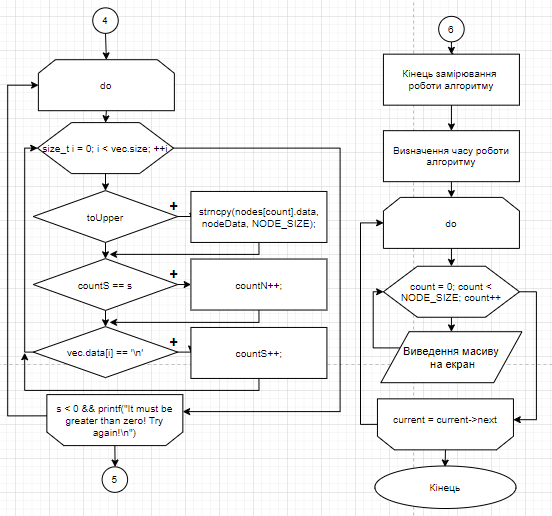 4
do
size_t i = 0; i < vec.size; ++i
toUpper
+
strncpy(nodes[count].data,
nodeData, NODE_SIZE);
countS == s
+
countN++;
vec.data[i] == '\n'
+
countS++;
s < 0 && printf("It must be
greater than zero! Try
again!\n")
5
6
Кінець замірювання
роботи алгоритму
Визначення часу роботи
алгоритму
do
count = 0; count <
NODE_SIZE; count++
Виведення масиву
на екран
current = current->next
Кінець